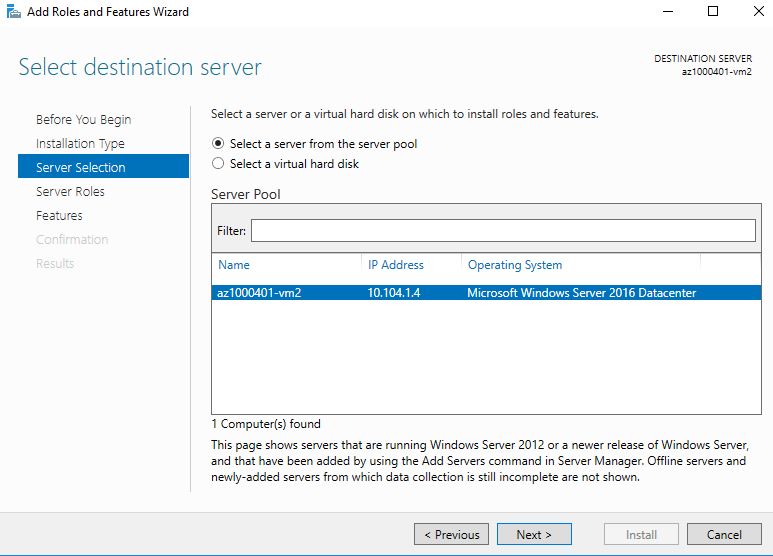 Add Roles and Features Wizard
Select destination server
DESTINATION SERVER
az1000401-vm2
Before You Begin
Installation Type
Server Selection
Server Roles
Features
Confirmation
Results
Select a server or a virtual hard disk on which to install roles and features.
Select a server from the server pool
Select a virtual hard disk
Server Pool
Filter:
Name IP Address Operating System
az1000401-vm2 10.104.1.4 Microsoft Windows Server 2016 Datacenter
1 Computer(s) found
This page shows servers that are running Windows Server 2012 or a newer release of Windows Server,
and that have been added by using the Add Servers command in Server Manager. Offline servers and
newly-added servers from which data collection is still incomplete are not shown.
< Previous Next > Install Cancel